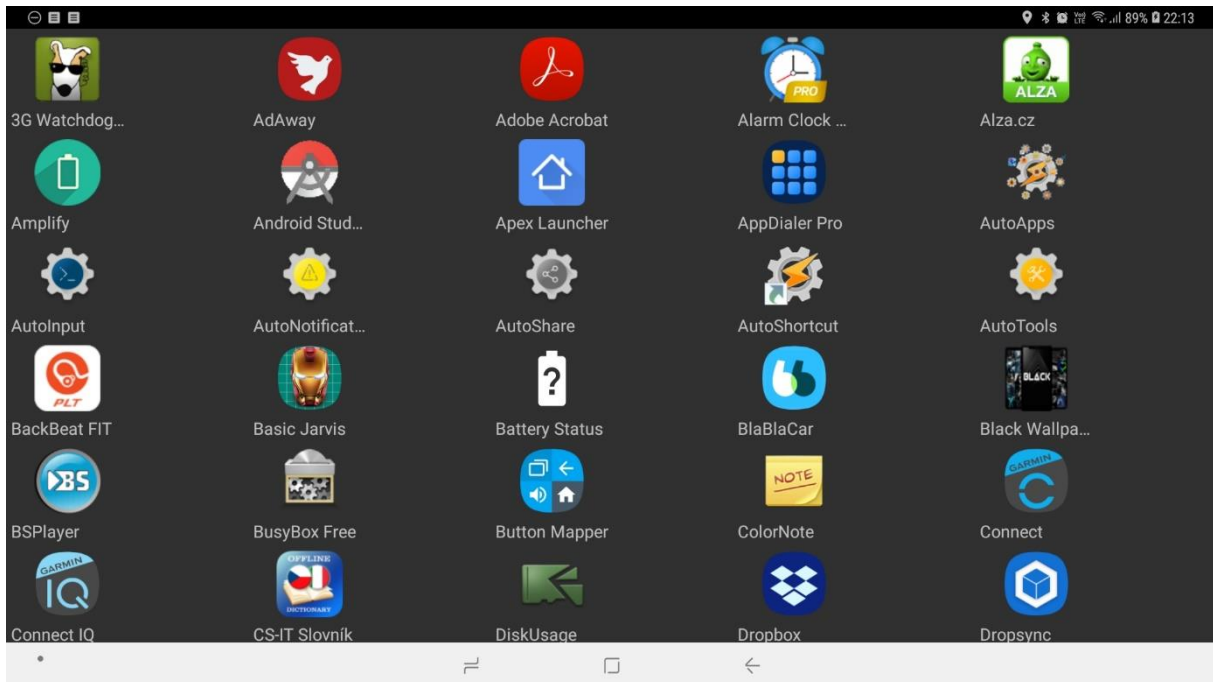 VoD LTE 89% 22:13
PRO
ALZA
3G Watchdog... AdAway Adobe Acrobat Alarm Clock ... Alza.cz
Amplify Android Stud... Apex Launcher AppDialer Pro AutoApps
AutoInput AutoNotificat... AutoShare AutoShortcut AutoTools
PLT
?
BLACK
BackBeat FIT Basic Jarvis Battery Status BlaBlaCar Black Wallpa...
BS
NOTE
GARMIN
BSPlayer BusyBox Free Button Mapper ColorNote Connect
GARMIN
IQ
OFFLINE
DICTIONARY
Connect IQ CS-IT Slovník DiskUsage Dropbox Dropsync